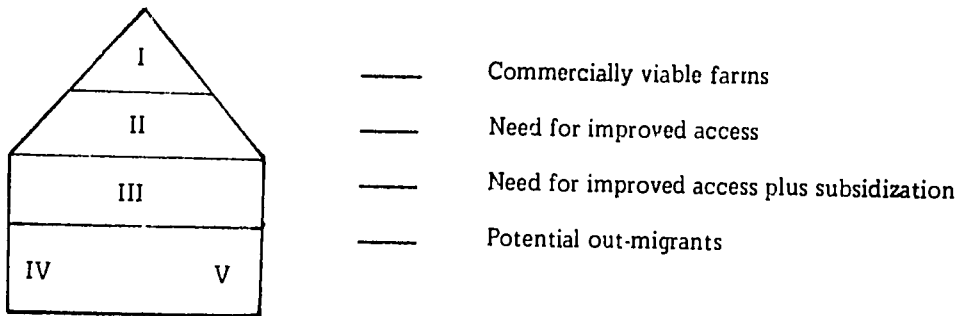 I
Commercially viable farms
II
Need for improved access
III
Need for improved access plus subsidization
IV V
Potential out-migrants